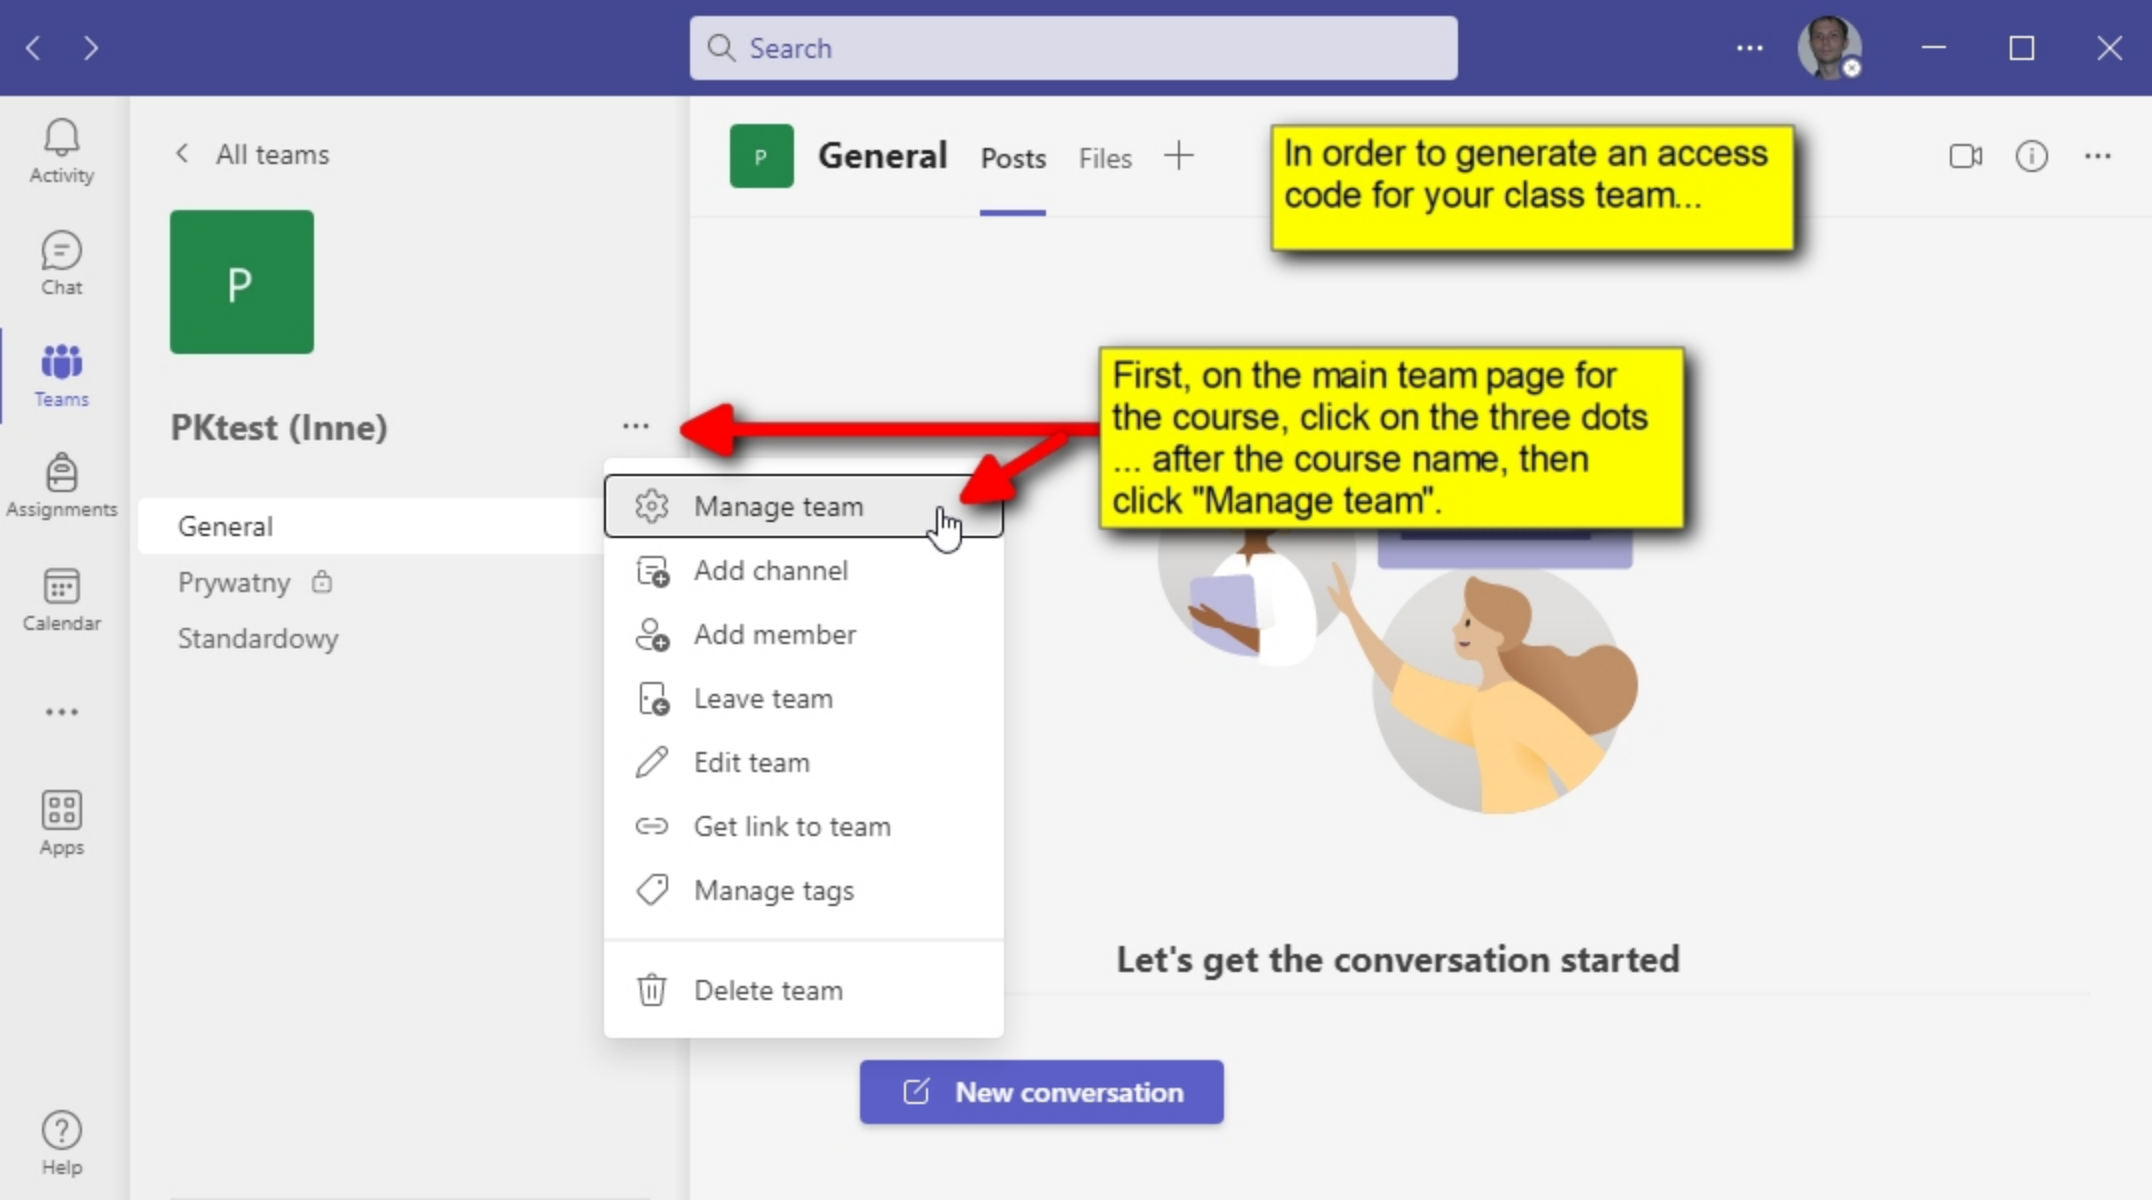 Search
Activity
Chat
Teams
Assignments
Calendar
Apps
Help
All teams
P
PKtest (Inne)
...
General
Prywatny
Standardowy
Manage team
Add channel
Add member
Leave team
Edit team
Get link to team
Manage tags
Delete team
P
General Posts Files
In order to generate an access
code for your class team...
First, on the main team page for
the course, click on the three dots
... after the course name, then
click "Manage team".
Let's get the conversation started
New conversation